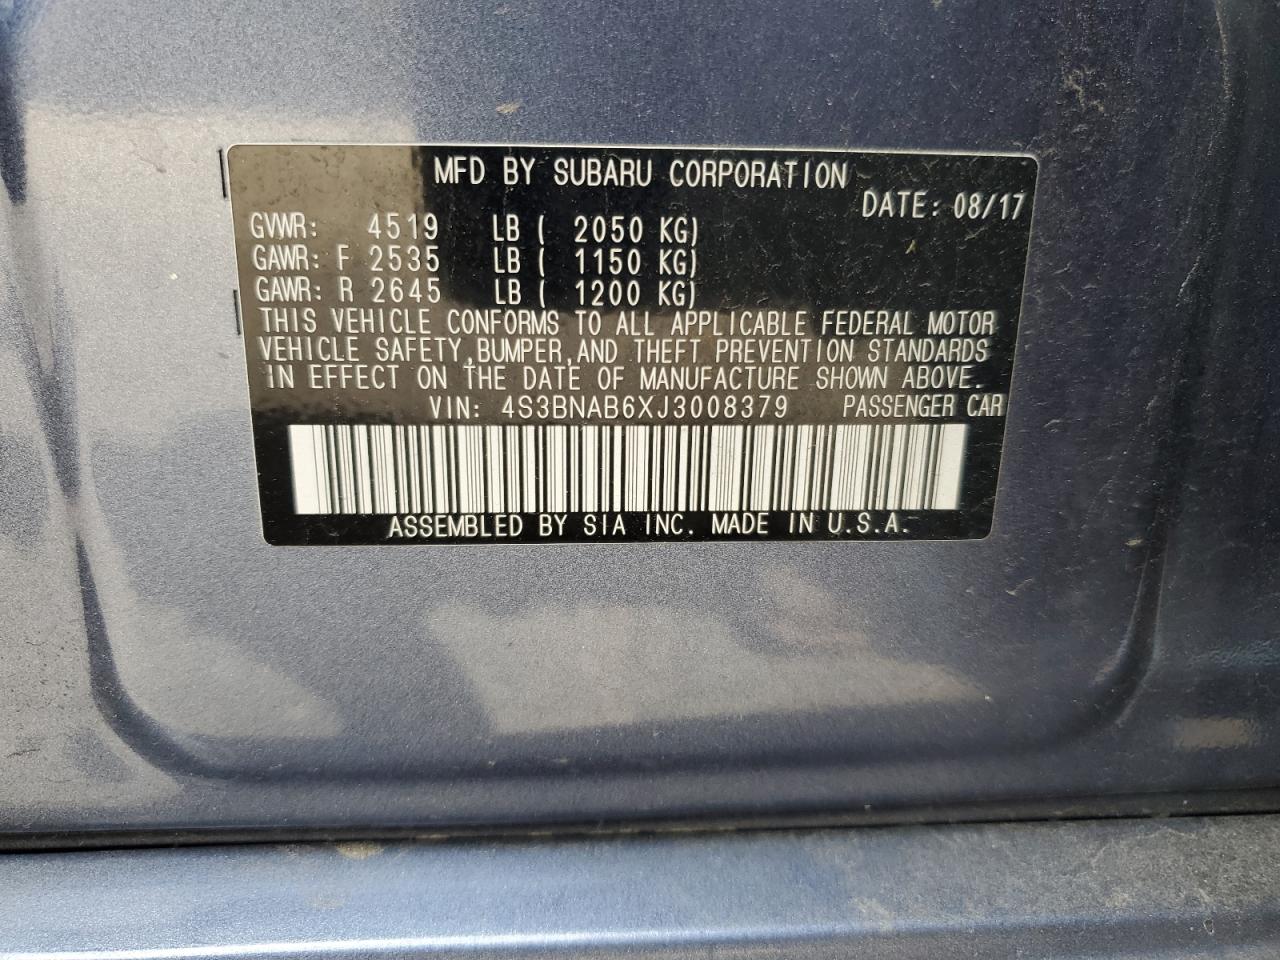 MFD BY SUBARU CORPORATION
DATE: 08/17
GVWR: 4519 LB ( 2050 KG)
GAWR: F 2535 LB ( 1150 KG)
GAWR: R 2645 LB ( 1200 KG)
THIS VEHICLE CONFORMS TO ALL APPLICABLE FEDERAL MOTOR
VEHICLE SAFETY,BUMPER,AND THEFT PREVENTION STANDARDS
IN EFFECT ON THE DATE OF MANUFACTURE SHOWN ABOVE.
VIN: 4S3BNAB6XJ3008379 PASSENGER CAR
ASSEMBLED BY SIA INC. MADE IN U.S.A.